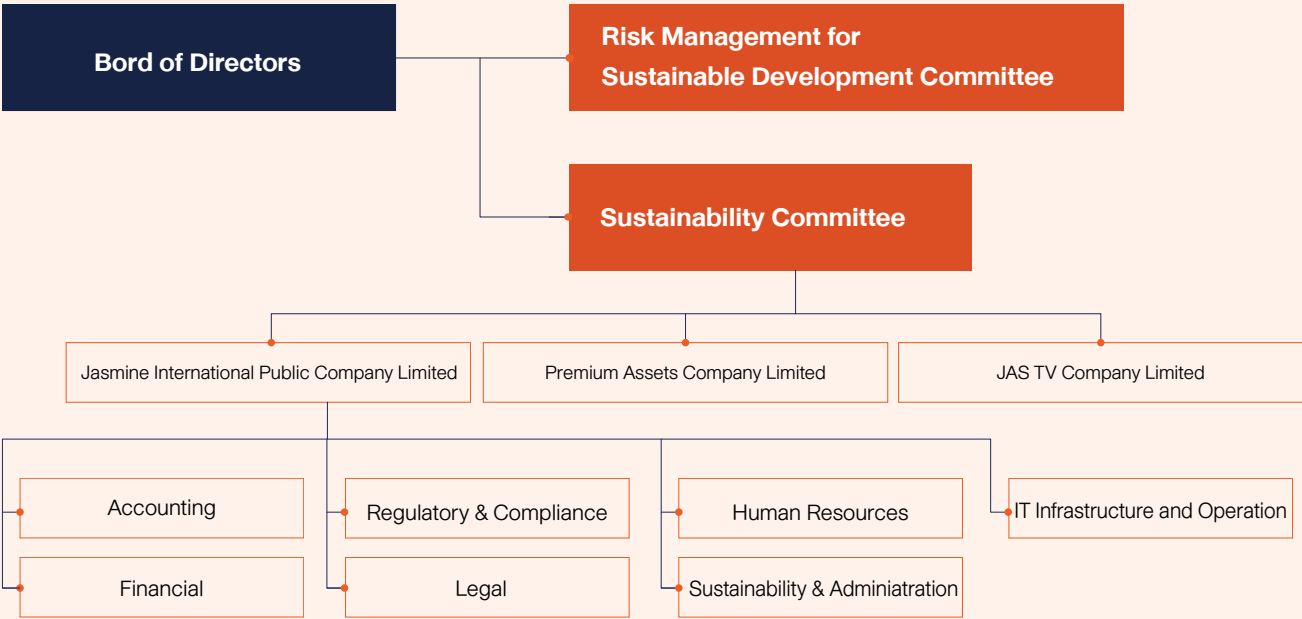 Bord of Directors
Risk Management for
Sustainable Development Committee
Sustainability Committee
Jasmine International Public Company Limited
Premium Assets Company Limited
JAS TV Company Limited
Accounting
Regulatory & Compliance
Human Resources
IT Infrastructure and Operation
Financial
Legal
Sustainability & Adminiatration